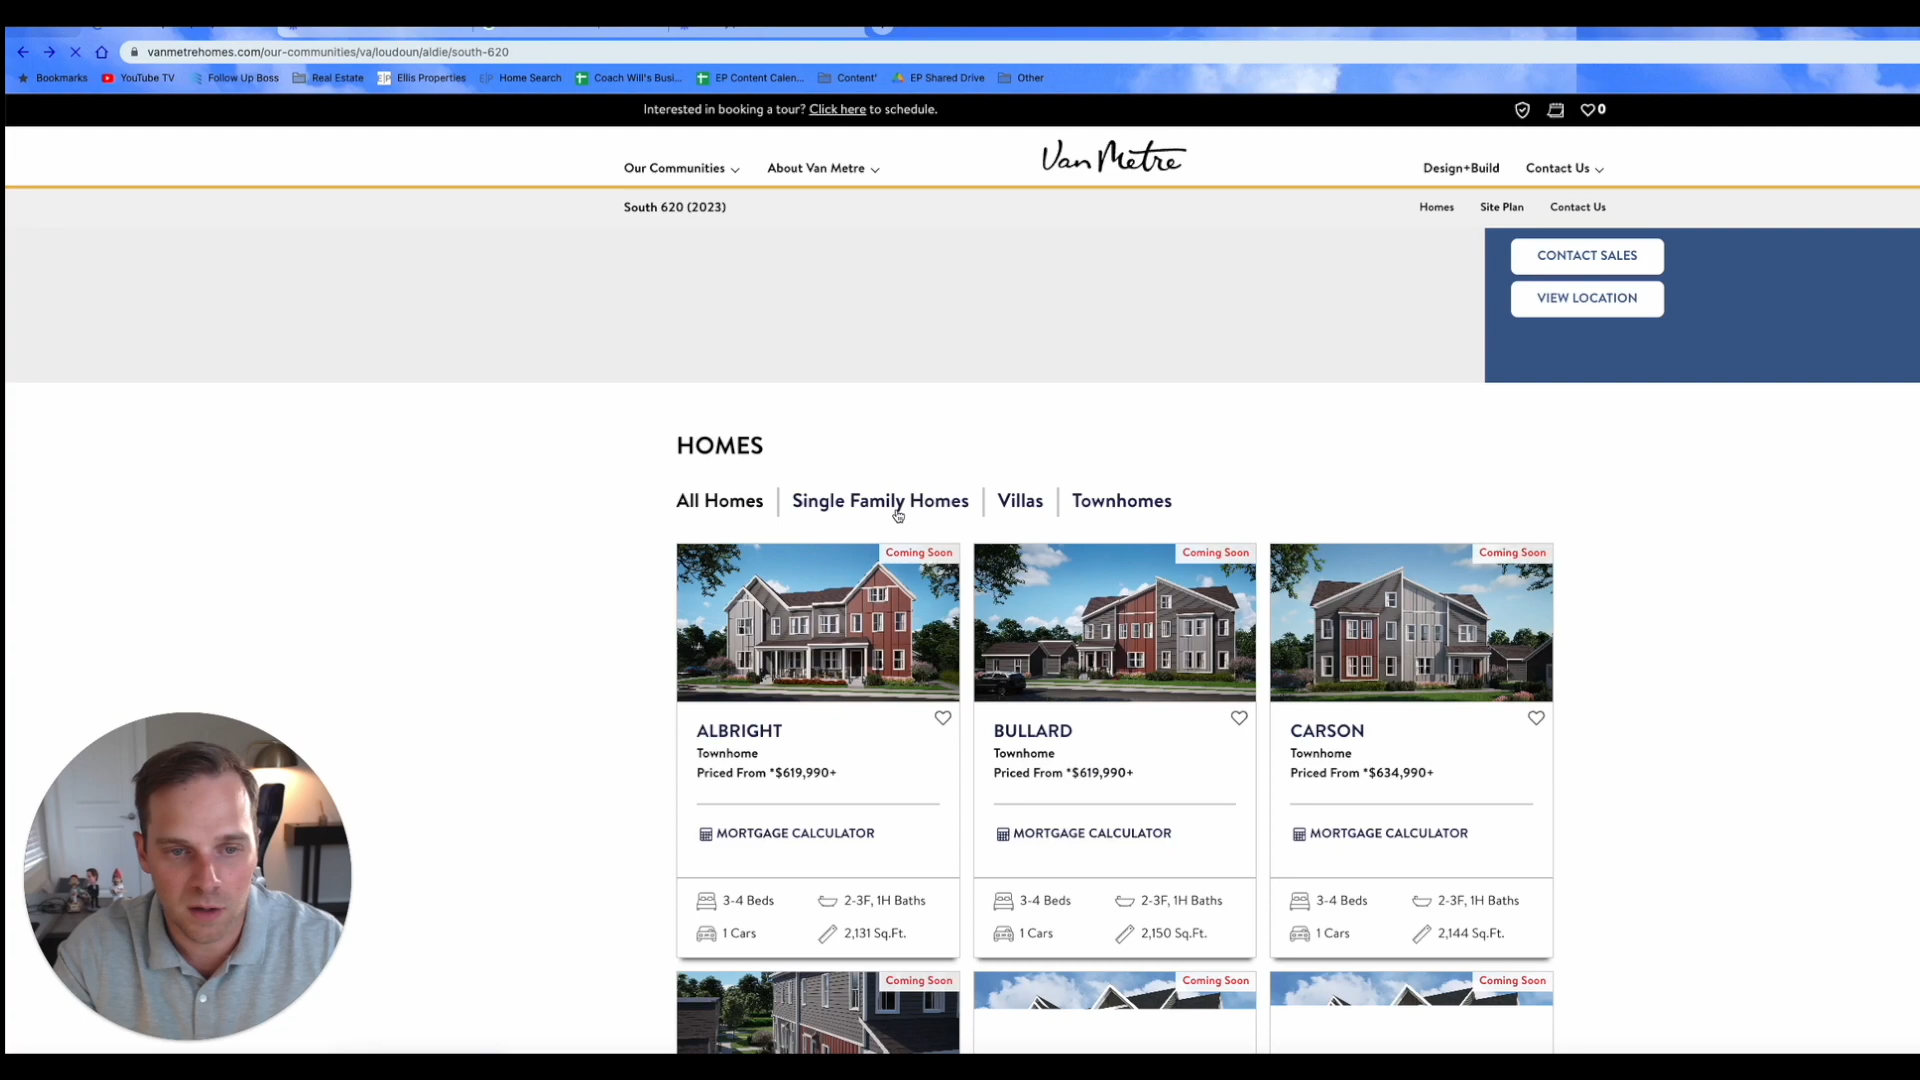 vanmetrehomes.com/our-communities/va/loudoun/aldie/south-620
Bookmarks YouTube TV Follow Up Boss Real Estate Ellis Properties Home Search Coach Will's Busi... EP Content Calen... Content' EP Shared Drive Other
Interested in booking a tour? Click here to schedule.
0
Our Communities About Van Metre Van Metre Design+Build Contact Us
South 620 (2023) Homes Site Plan Contact Us
CONTACT SALES
VIEW LOCATION
HOMES
All Homes Single Family Homes Villas Townhomes
Coming Soon Coming Soon Coming Soon
ALBRIGHT BULLARD CARSON
Townhome Townhome Townhome
Priced From *$619,990+ Priced From *$619,990+ Priced From *$634,990+
MORTGAGE CALCULATOR MORTGAGE CALCULATOR MORTGAGE CALCULATOR
3-4 Beds 2-3F, 1H Baths 3-4 Beds 2-3F, 1H Baths 3-4 Beds 2-3F, 1H Baths
1 Cars 2,131 Sq.Ft. 1 Cars 2,150 Sq.Ft. 1 Cars 2,144 Sq.Ft.
Coming Soon Coming Soon Coming Soon